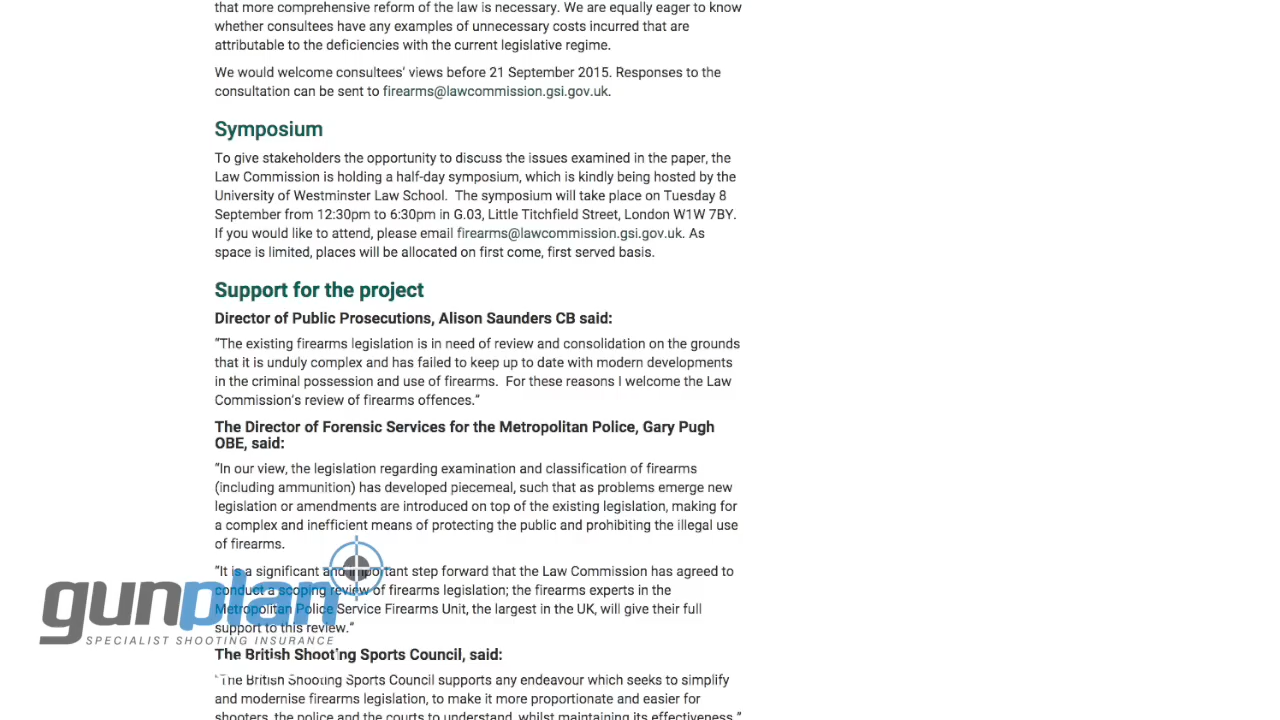 that more comprehensive reform of the law is necessary. We are equally eager to know
whether consultees have any examples of unnecessary costs incurred that are
attributable to the deficiencies with the current legislative regime.
We would welcome consultees’ views before 21 September 2015. Responses to the
consultation can be sent to firearms@lawcommission.gsi.gov.uk.
Symposium
To give stakeholders the opportunity to discuss the issues examined in the paper, the
Law Commission is holding a half-day symposium, which is kindly being hosted by the
University of Westminster Law School.  The symposium will take place on Tuesday 8
September from 12:30pm to 6:30pm in G.03, Little Titchfield Street, London W1W 7BY.
If you would like to attend, please email firearms@lawcommission.gsi.gov.uk. As
space is limited, places will be allocated on first come, first served basis.
Support for the project
Director of Public Prosecutions, Alison Saunders CB said:
“The existing firearms legislation is in need of review and consolidation on the grounds
that it is unduly complex and has failed to keep up to date with modern developments
in the criminal possession and use of firearms.  For these reasons I welcome the Law
Commission’s review of firearms offences.”
The Director of Forensic Services for the Metropolitan Police, Gary Pugh
OBE, said:
“In our view, the legislation regarding examination and classification of firearms
(including ammunition) has developed piecemeal, such that as problems emerge new
legislation or amendments are introduced on top of the existing legislation, making for
a complex and inefficient means of protecting the public and prohibiting the illegal use
of firearms.
“It is a significant and important step forward that the Law Commission has agreed to
conduct a scoping review of firearms legislation; the firearms experts in the
Metropolitan Police Service Firearms Unit, the largest in the UK, will give their full
support to this review.”
gunplan
SPECIALIST SHOOTING INSURANCE
The British Shooting Sports Council, said:
“The British Shooting Sports Council supports any endeavour which seeks to simplify
and modernise firearms legislation, to make it more proportionate and easier for
shooters, the police and the courts to understand, whilst maintaining its effectiveness.”